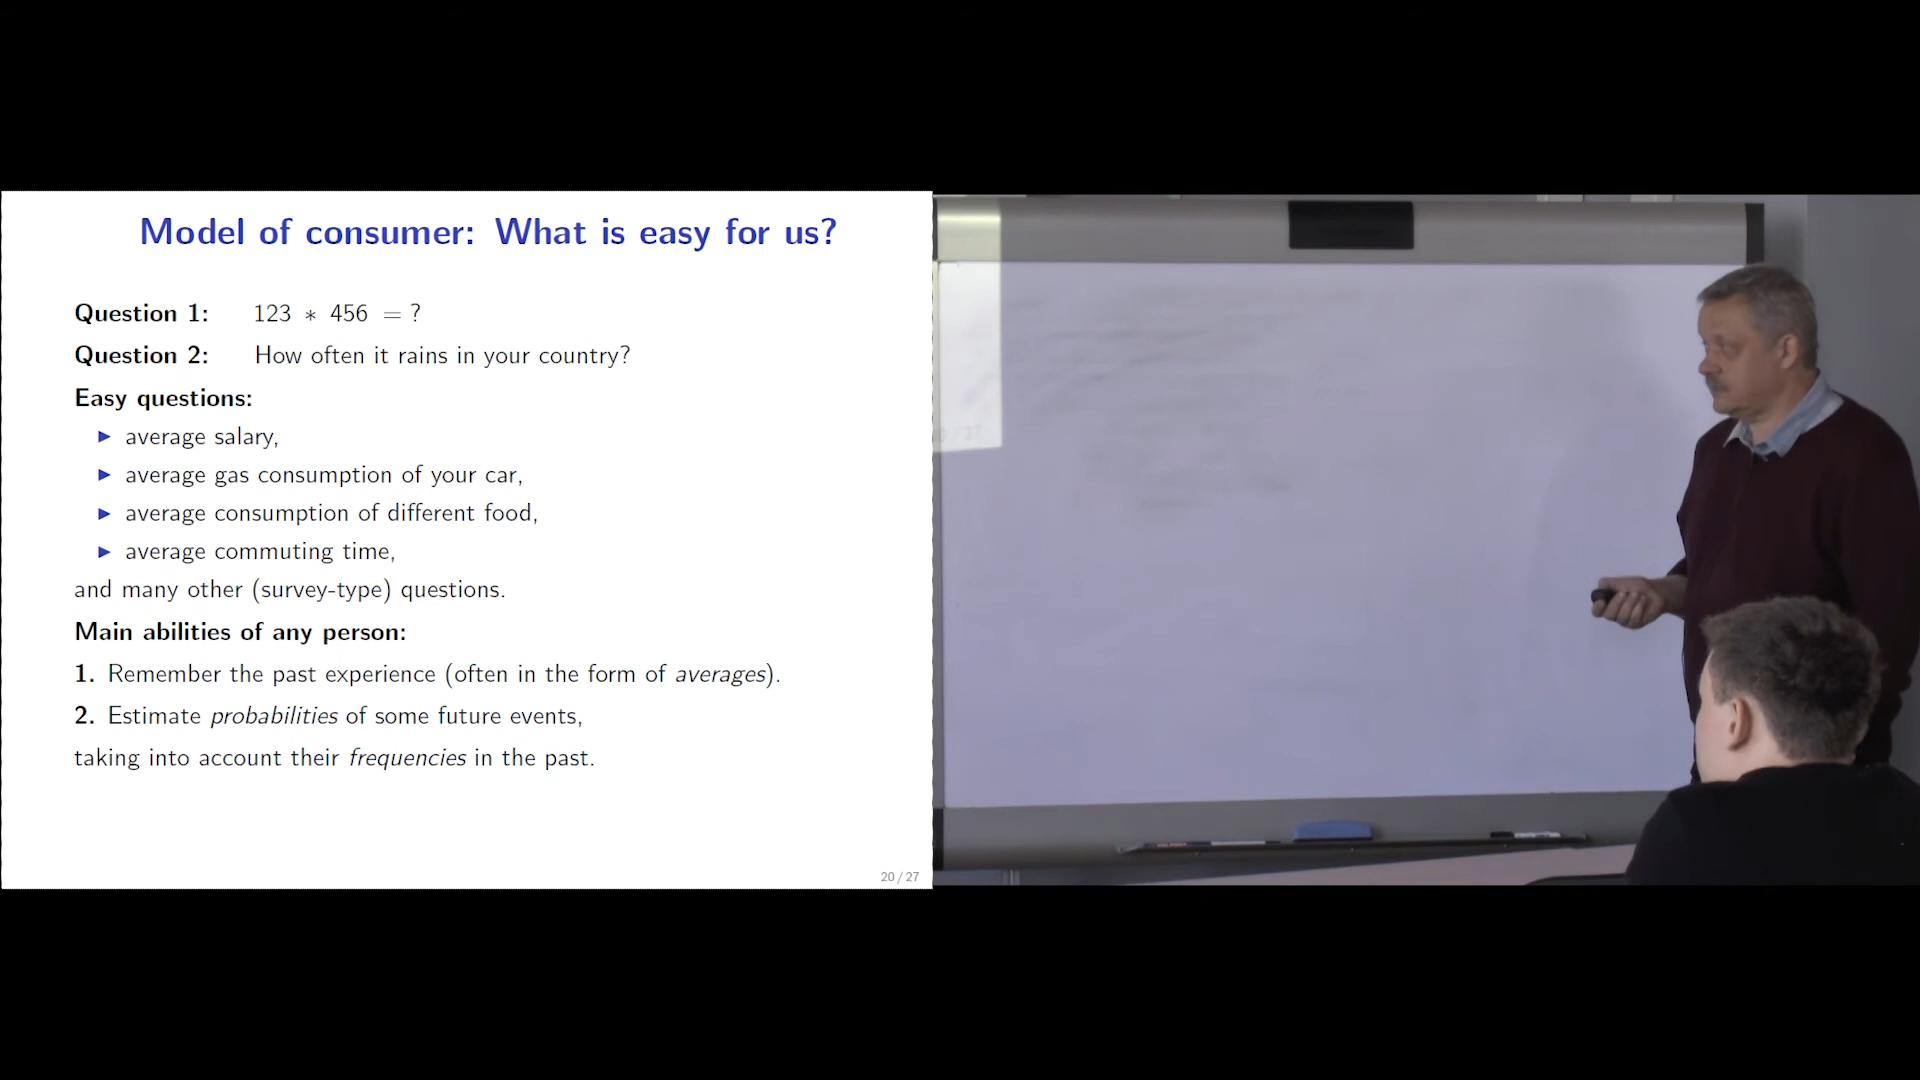 Model of consumer: What is easy for us?
Question 1: 123 ∗ 456 = ?
Question 2: How often it rains in your country?
Easy questions:
▶ average salary,
▶ average gas consumption of your car,
▶ average consumption of different food,
▶ average commuting time,
and many other (survey-type) questions.
Main abilities of any person:
1. Remember the past experience (often in the form of averages).
2. Estimate probabilities of some future events,
taking into account their frequencies in the past.
20 / 27